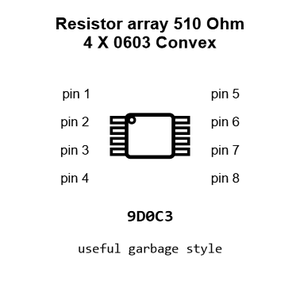 Resistor array 510 Ohm
4 X 0603 Convex
pin 1
pin 5
pin 2
pin 6
pin 3
pin 7
pin 4
pin 8
9D0C3
useful garbage style